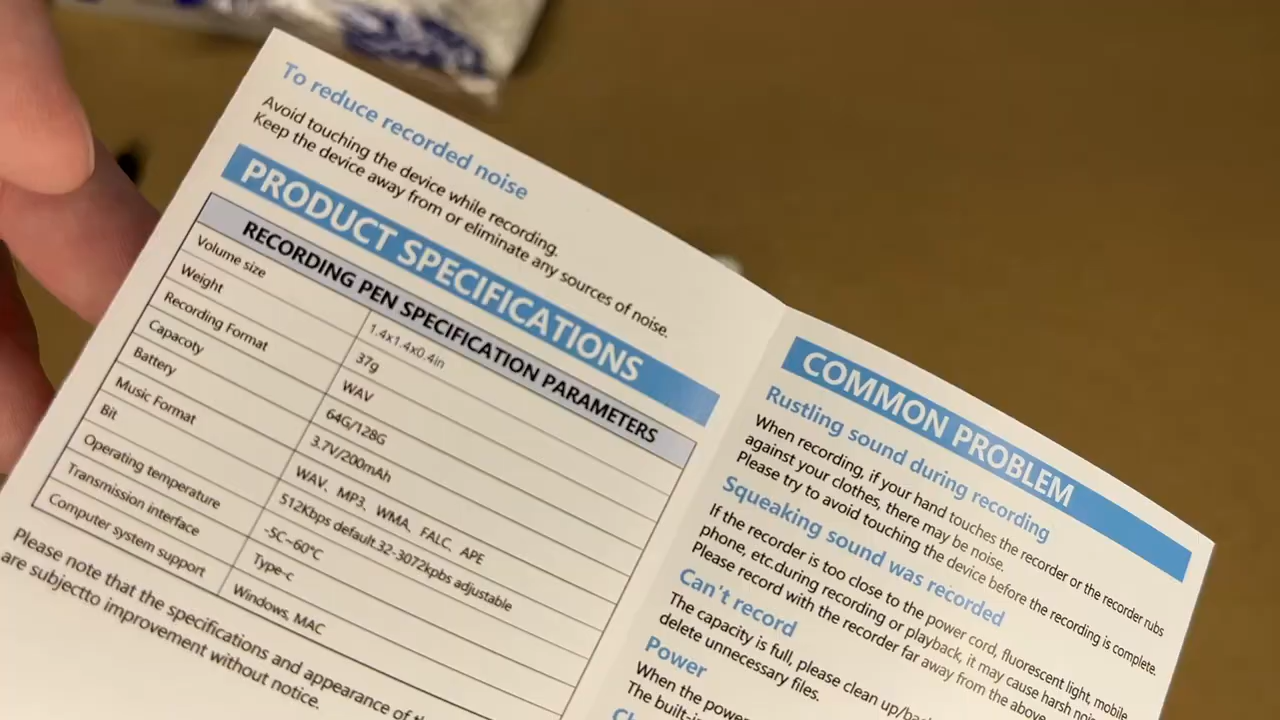 To reduce recorded noise
Avoid touching the device while recording.
Keep the device away from or eliminate any sources of noise.
PRODUCT SPECIFICATIONS
RECORDING PEN SPECIFICATION PARAMETERS
Volume size 1.4x1.4x0.4in
Weight 37g
Recording Format WAV
Capacoty 64G/128G
Battery 3.7V/200mAh
Music Format WAV、MP3、WMA、FALC、APE
Bit 512Kbps default.32-3072kpbs adjustable
Operating temperature -5C~60℃
Transmission interface Type-c
Computer system support Windows, MAC
Please note that the specifications and appearance of
are subjectto improvement without notice.
COMMON PROBLEM
Rustling sound during recording
When recording, if your hand touches the recorder or the recorder rubs
against your clothes, there may be noise.
Please try to avoid touching the device before the recording is complete.
Squeaking sound was recorded
If the recorder is too close to the power cord, fluorescent light, mobile
phone, etc.during recording or playback, it may cause harsh
Please record with the recorder far away from the above
Can't record
The capacity is full, please clean up
delete unnecessary files.
Power
When the power
The built-